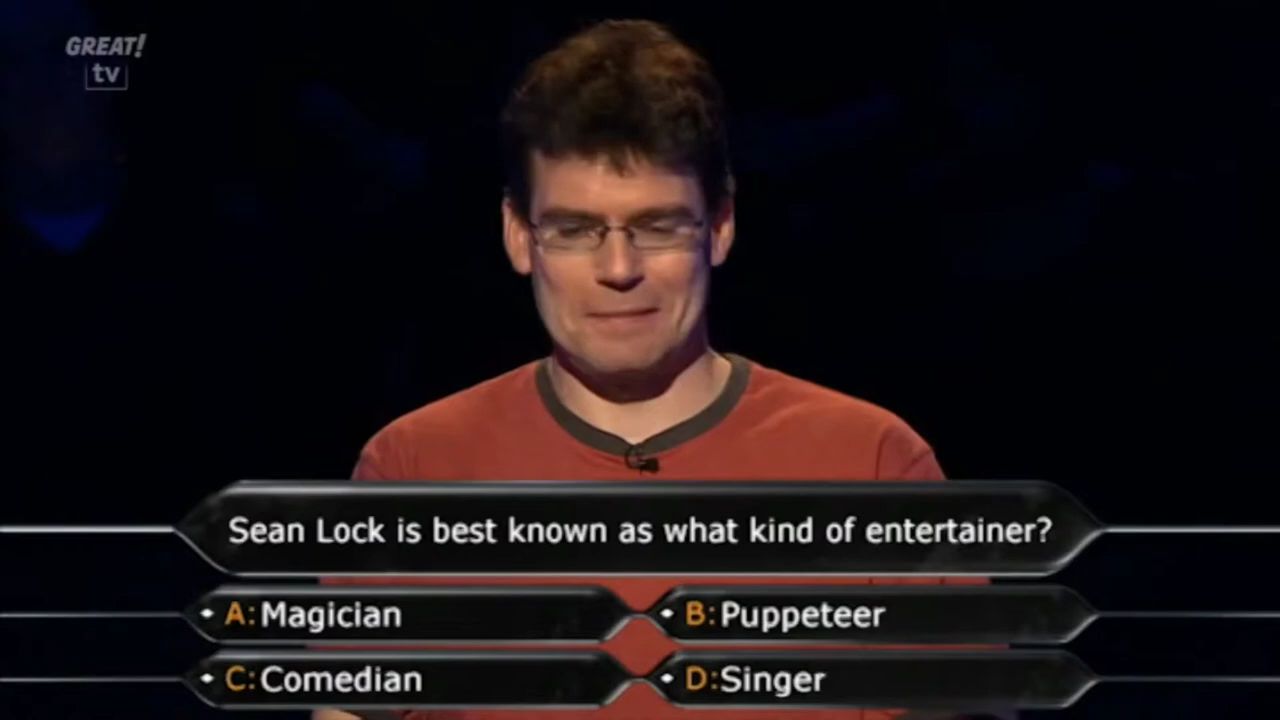 GREAT!
tv
Sean Lock is best known as what kind of entertainer?
A: Magician
B: Puppeteer
C: Comedian
D: Singer